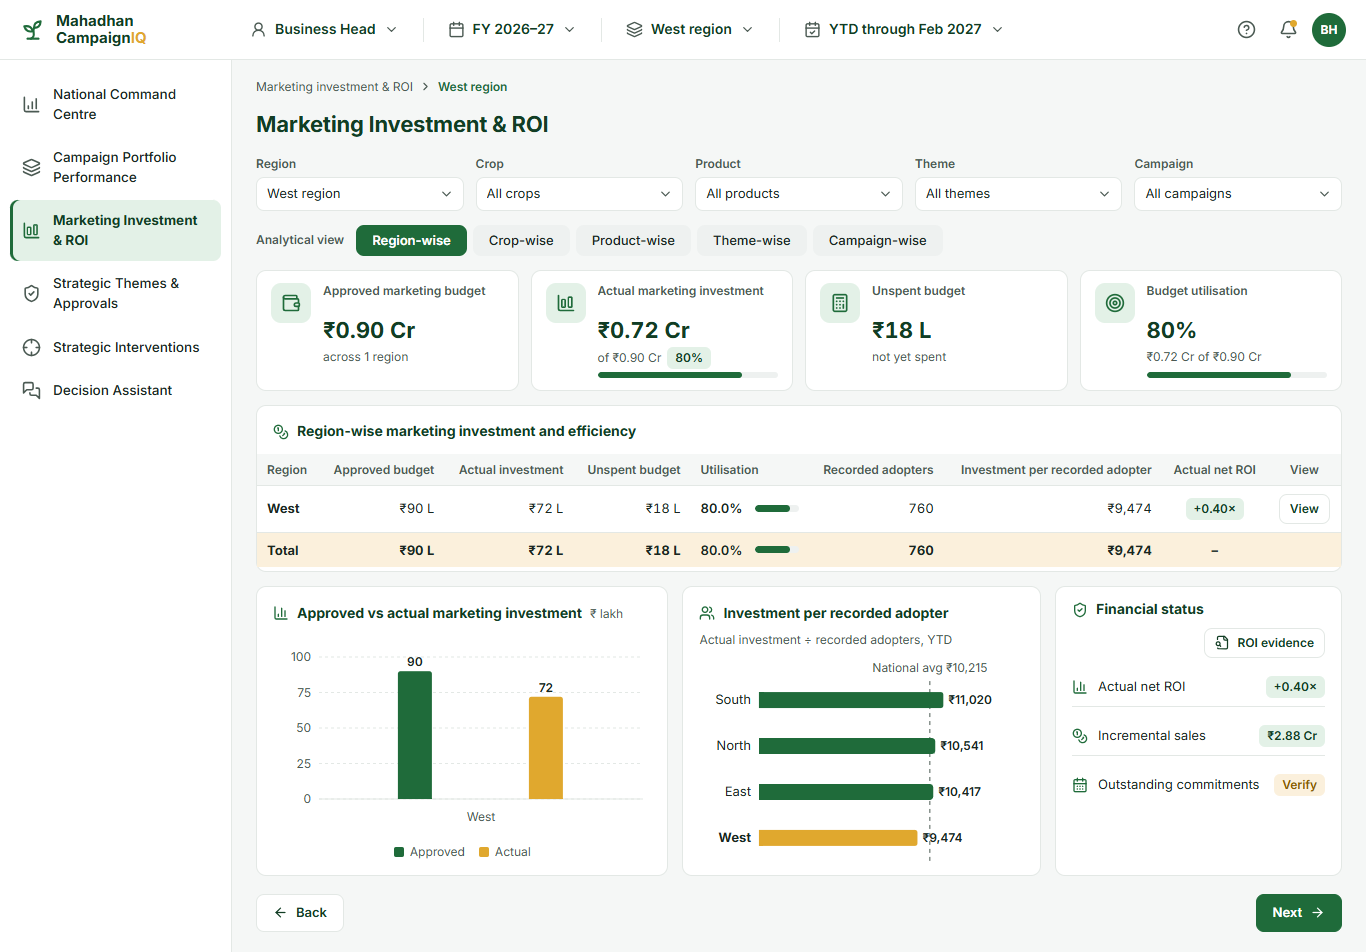 Mahadhan
CampaignIQ
Business Head
FY 2026–27
West region
YTD through Feb 2027
BH
National Command
Centre
Campaign Portfolio
Performance
Marketing Investment
& ROI
Strategic Themes &
Approvals
Strategic Interventions
Decision Assistant
Marketing investment & ROI > West region
Marketing Investment & ROI
Region Crop Product Theme Campaign
West region All crops All products All themes All campaigns
Analytical view Region-wise Crop-wise Product-wise Theme-wise Campaign-wise
Approved marketing budget
₹0.90 Cr
across 1 region
Actual marketing investment
₹0.72 Cr
of ₹0.90 Cr 80%
Unspent budget
₹18 L
not yet spent
Budget utilisation
80%
₹0.72 Cr of ₹0.90 Cr
Region-wise marketing investment and efficiency
Region Approved budget Actual investment Unspent budget Utilisation Recorded adopters Investment per recorded adopter Actual net ROI View
West ₹90 L ₹72 L ₹18 L 80.0% 760 ₹9,474 +0.40× View
Total ₹90 L ₹72 L ₹18 L 80.0% 760 ₹9,474 –
Approved vs actual marketing investment ₹ lakh
100
75
50
25
0
90
72
West
Approved Actual
Investment per recorded adopter
Actual investment ÷ recorded adopters, YTD
National avg ₹10,215
South ₹11,020
North ₹10,541
East ₹10,417
West ₹9,474
Financial status
ROI evidence
Actual net ROI +0.40×
Incremental sales ₹2.88 Cr
Outstanding commitments Verify
← Back
Next →